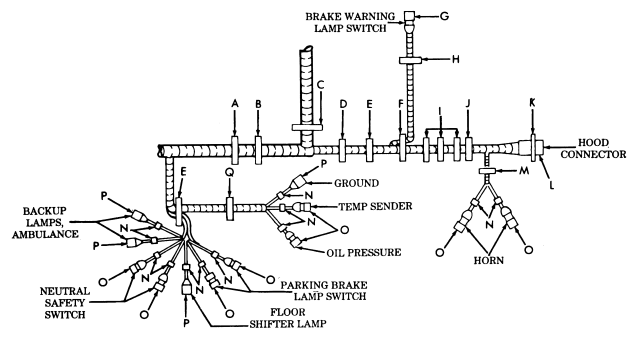 BRAKE WARNING
LAMP SWITCH
G
H
C
A
B
D
E
F
I
J
K
HOOD
CONNECTOR
L
M
E
Q
P
GROUND
N
TEMP SENDER
N
O
OIL PRESSURE
P
BACKUP
LAMPS,
AMBULANCE
N
P
N
O
HORN
O
O
N
N
O
NEUTRAL
SAFETY
SWITCH
PARKING BRAKE
LAMP SWITCH
O
P
FLOOR
SHIFTER LAMP
O